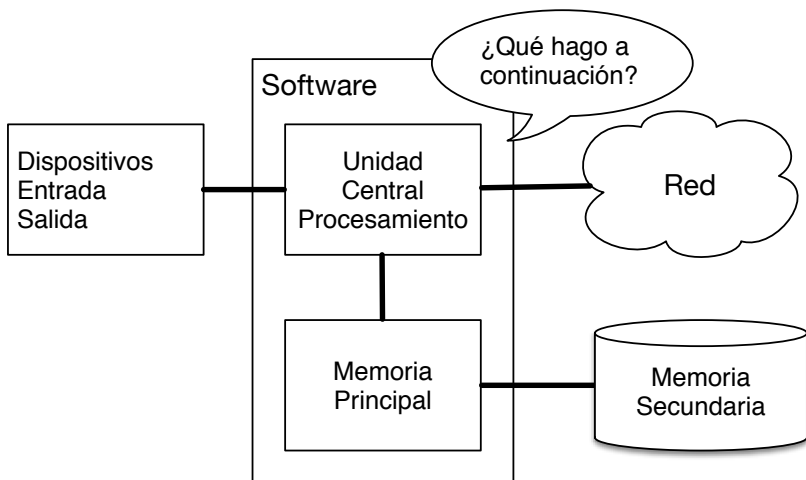 ¿Qué hago a
continuación?
Software
Dispositivos
Entrada
Salida
Unidad
Central
Procesamiento
Red
Memoria
Principal
Memoria
Secundaria